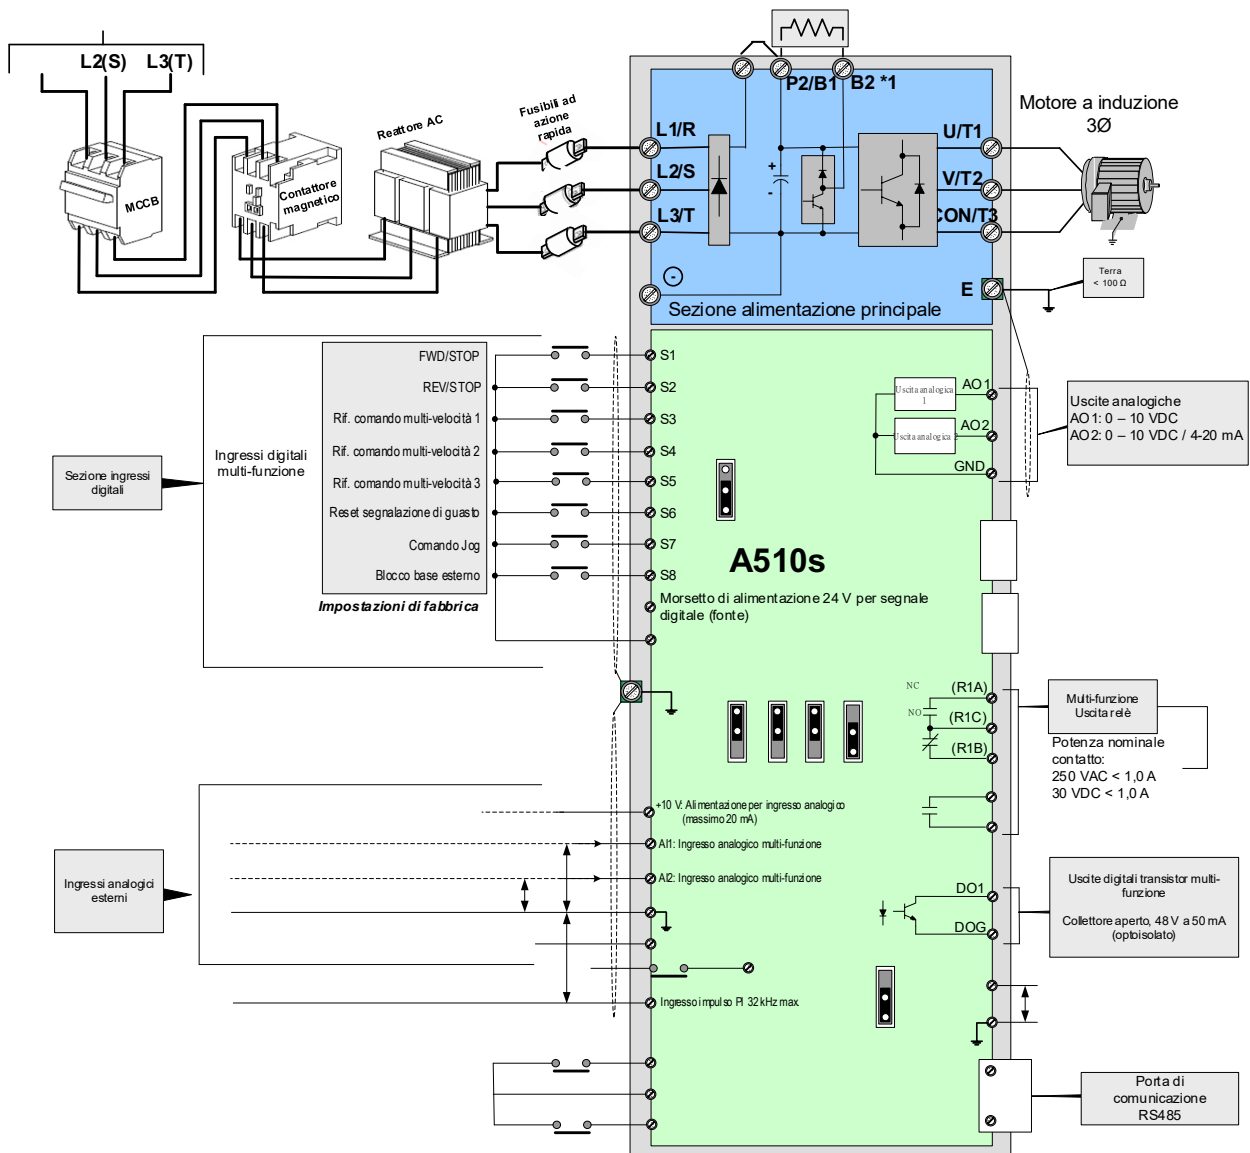 L2(S)
L3(T)
MCCB
Contattore
magnetico
Reattore AC
Fusibili ad
azione
rapida
P2/B1
B2 *1
L1/R
L2/S
L3/T
+
-
-
U/T1
V/T2
CON/T3
E
Sezione alimentazione principale
Motore a induzione
3Ø
Terra
< 100 Ω
FWD/STOP
REV/STOP
Rif. comando multi-velocità 1
Rif. comando multi-velocità 2
Rif. comando multi-velocità 3
Reset segnalazione di guasto
Comando Jog
Blocco base esterno
Impostazioni di fabbrica
Ingressi digitali
multi-funzione
Sezione ingressi
digitali
S1
S2
S3
S4
S5
S6
S7
S8
A510s
Morsetto di alimentazione 24 V per segnale
digitale (fonte)
Uscita analogica
1
AO1
Uscita analogica 2
AO2
GND
Uscite analogiche
AO1: 0 – 10 VDC
AO2: 0 – 10 VDC / 4-20 mA
NC
(R1A)
NO
(R1C)
(R1B)
Multi-funzione
Uscita relè
Potenza nominale
contatto:
250 VAC < 1,0 A
30 VDC < 1,0 A
+10 V: Alimentazione per ingresso analogico
(massimo 20 mA)
AI1: Ingresso analogico multi-funzione
AI2: Ingresso analogico multi-funzione
Ingressi analogici
esterni
Ingresso impulso PI 32 kHz max.
DO1
DOG
Uscite digitali transistor multi-
funzione
Collettore aperto, 48 V a 50 mA
(optoisolato)
Porta di
comunicazione
RS485